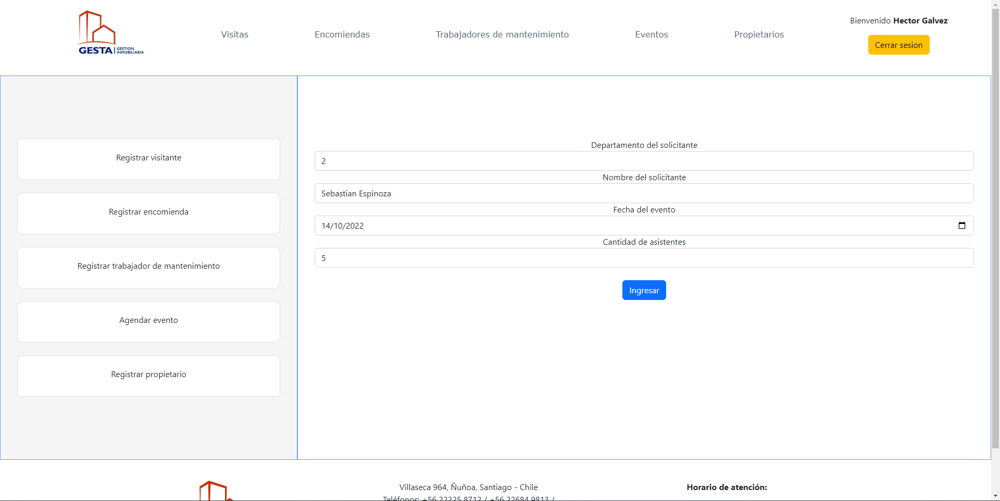 GESTA | GESTION INMOBILIARIA
Visitas
Encomiendas
Trabajadores de mantenimiento
Eventos
Propietarios
Bienvenido Hector Galvez
Cerrar sesion
Registrar visitante
Registrar encomienda
Registrar trabajador de mantenimiento
Agendar evento
Registrar propietario
Departamento del solicitante
2
Nombre del solicitante
Sebastian Espinoza
Fecha del evento
14/10/2022
Cantidad de asistentes
5
Ingresar
Villaseca 964, Ñuñoa, Santiago - Chile
Teléfonos: +56 22225 8712 / +56 22684 9813 /
Horario de atención: